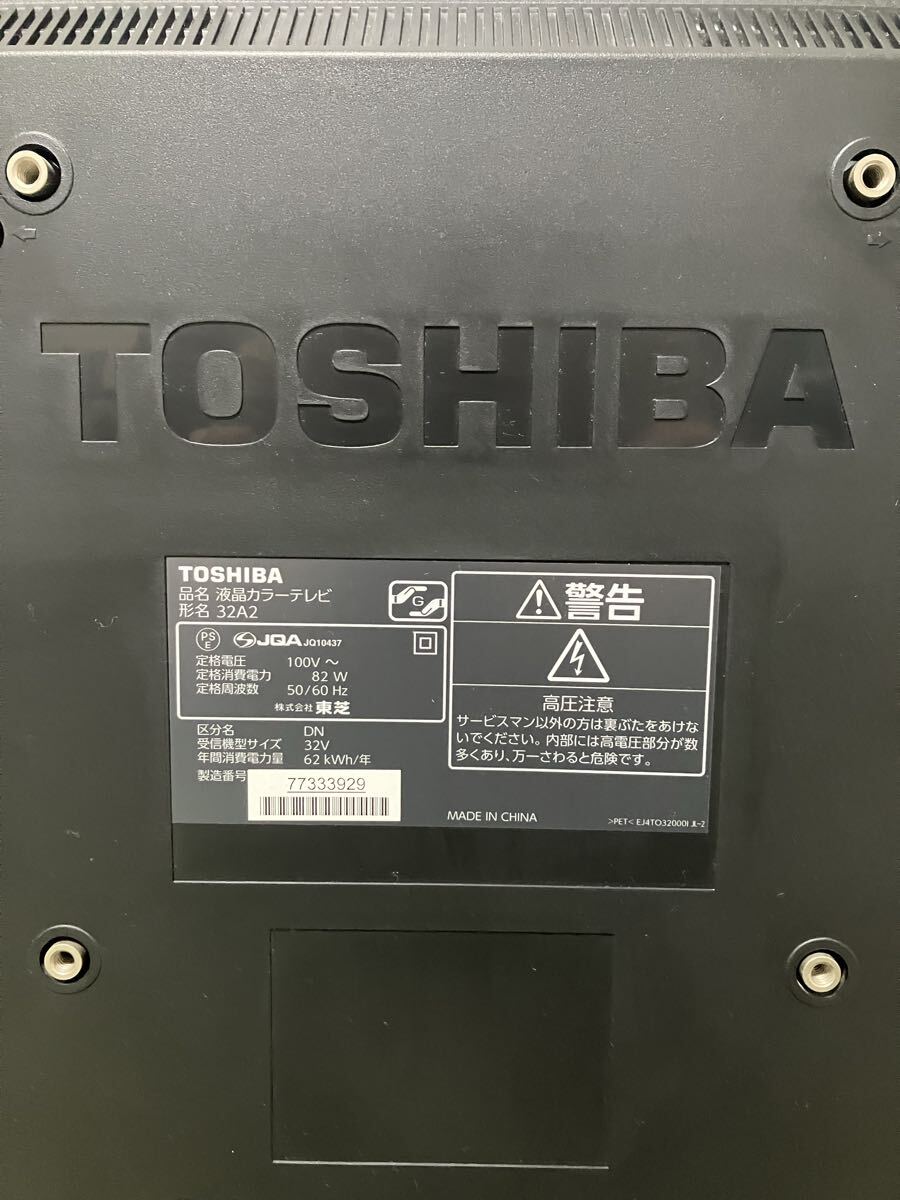 TOSHIBA
TOSHIBA
品名 液晶カラーテレビ
形名 32A2
G
PS
E
JQA JQ10437
定格電圧 100V ～
定格消費電力 82 W
定格周波数 50/60 Hz
株式会社 東芝
区分名 DN
受信機型サイズ 32V
年間消費電力量 62 kWh/年
製造番号 77333929
警告
高圧注意
サービスマン以外の方は裏ぶたをあけな
いでください。内部には高電圧部分が数
多くあり、万一さわると危険です。
MADE IN CHINA
>PET< EJ4TO32000I JL-2